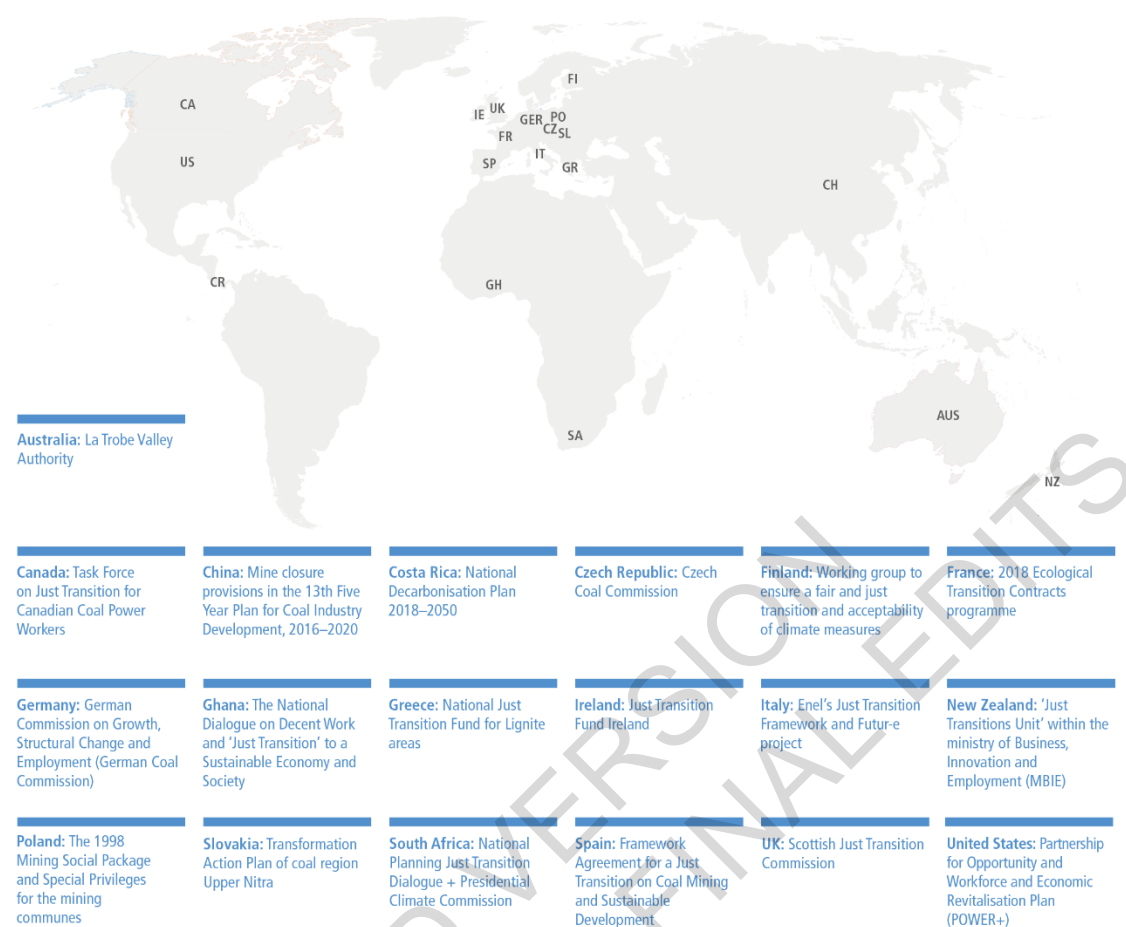 FI
CA
IE
UK
GER
PO
CZ
SL
FR
IT
US
SP
GR
CH
CR
GH
AUS
SA
NZ
Australia: La Trobe Valley
Authority
Canada: Task Force
on Just Transition for
Canadian Coal Power
Workers
China: Mine closure
provisions in the 13th Five
Year Plan for Coal Industry
Development, 2016–2020
Costa Rica: National
Decarbonisation Plan
2018–2050
Czech Republic: Czech
Coal Commission
Finland: Working group to
ensure a fair and just
transition and acceptability
of climate measures
France: 2018 Ecological
Transition Contracts
programme
Germany: German
Commission on Growth,
Structural Change and
Employment (German Coal
Commission)
Ghana: The National
Dialogue on Decent Work
and ‘Just Transition’ to a
Sustainable Economy and
Society
Greece: National Just
Transition Fund for Lignite
areas
Ireland: Just Transition
Fund Ireland
Italy: Enel’s Just Transition
Framework and Futur-e
project
New Zealand: ‘Just
Transitions Unit’ within the
ministry of Business,
Innovation and
Employment (MBIE)
Poland: The 1998
Mining Social Package
and Special Privileges
for the mining
communes
Slovakia: Transformation
Action Plan of coal region
Upper Nitra
South Africa: National
Planning Just Transition
Dialogue + Presidential
Climate Commission
Spain: Framework
Agreement for a Just
Transition on Coal Mining
and Sustainable
Development
UK: Scottish Just Transition
Commission
United States: Partnership
for Opportunity and
Workforce and Economic
Revitalisation Plan
(POWER+)
VERSION
FINAL EDITS